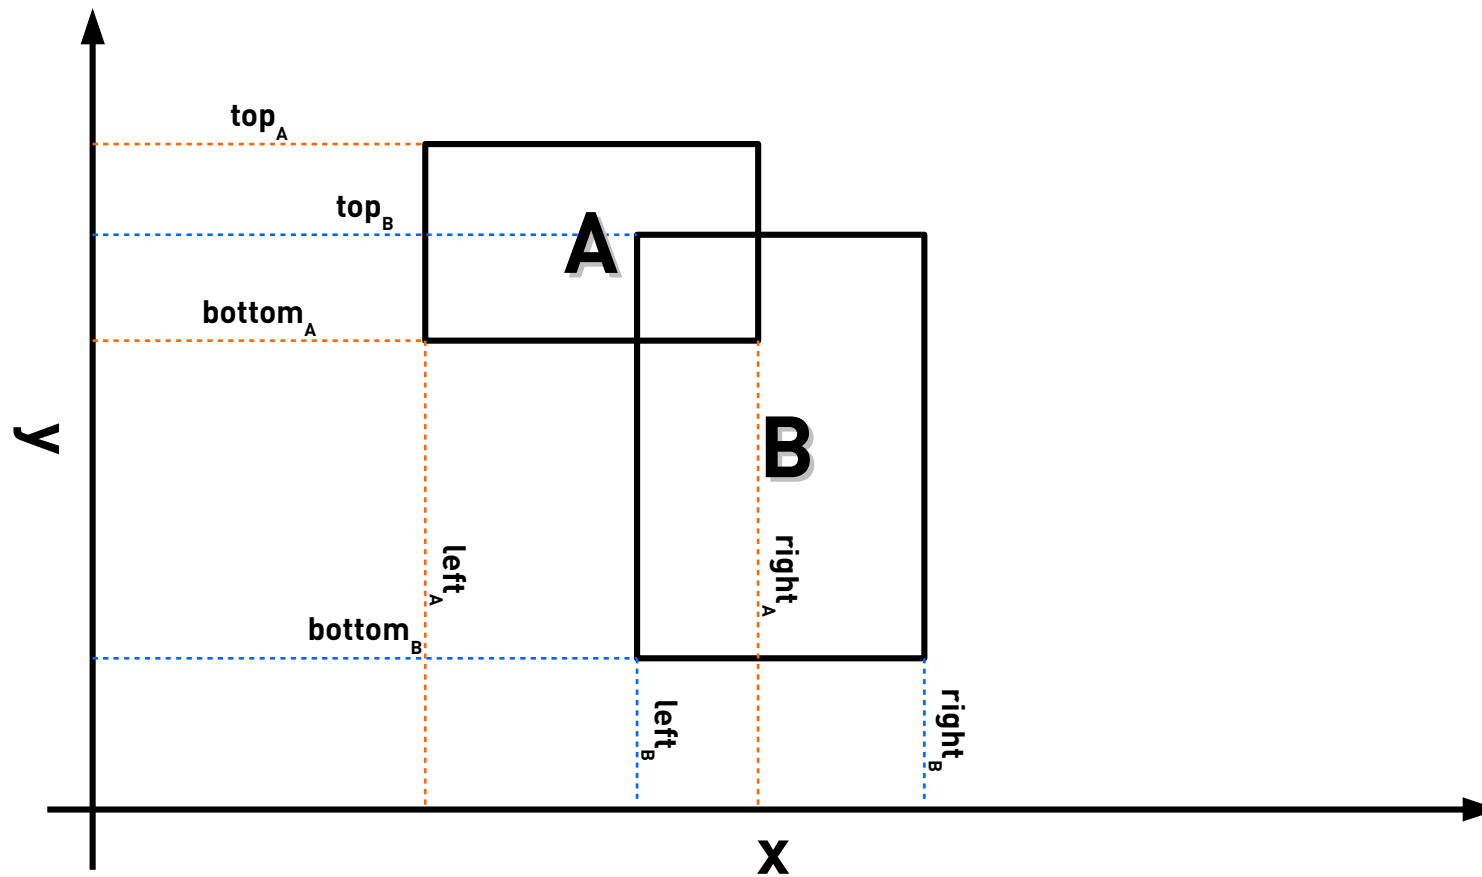 top A
top B
A
bottom A
y
B
left A
right A
bottom B
left B
right B
x